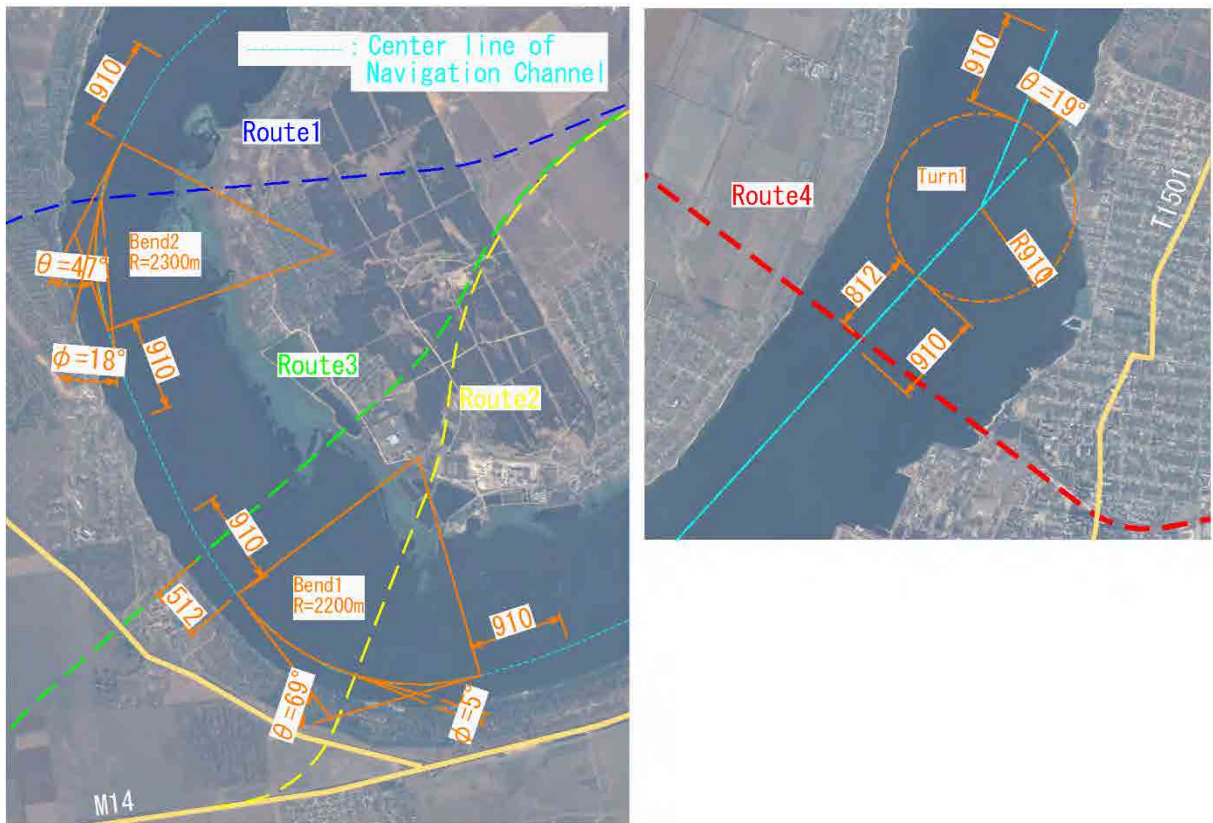 : Center line of
Navigation Channel
910
Route1
Bend2
R=2300m
θ=47°
910
φ=18°
Route3
Route2
910
Bend1
R=2200m
512
910
θ=69°
φ=5°
M14
910
θ=19°
Turn1
Route4
T1501
R910
812
910